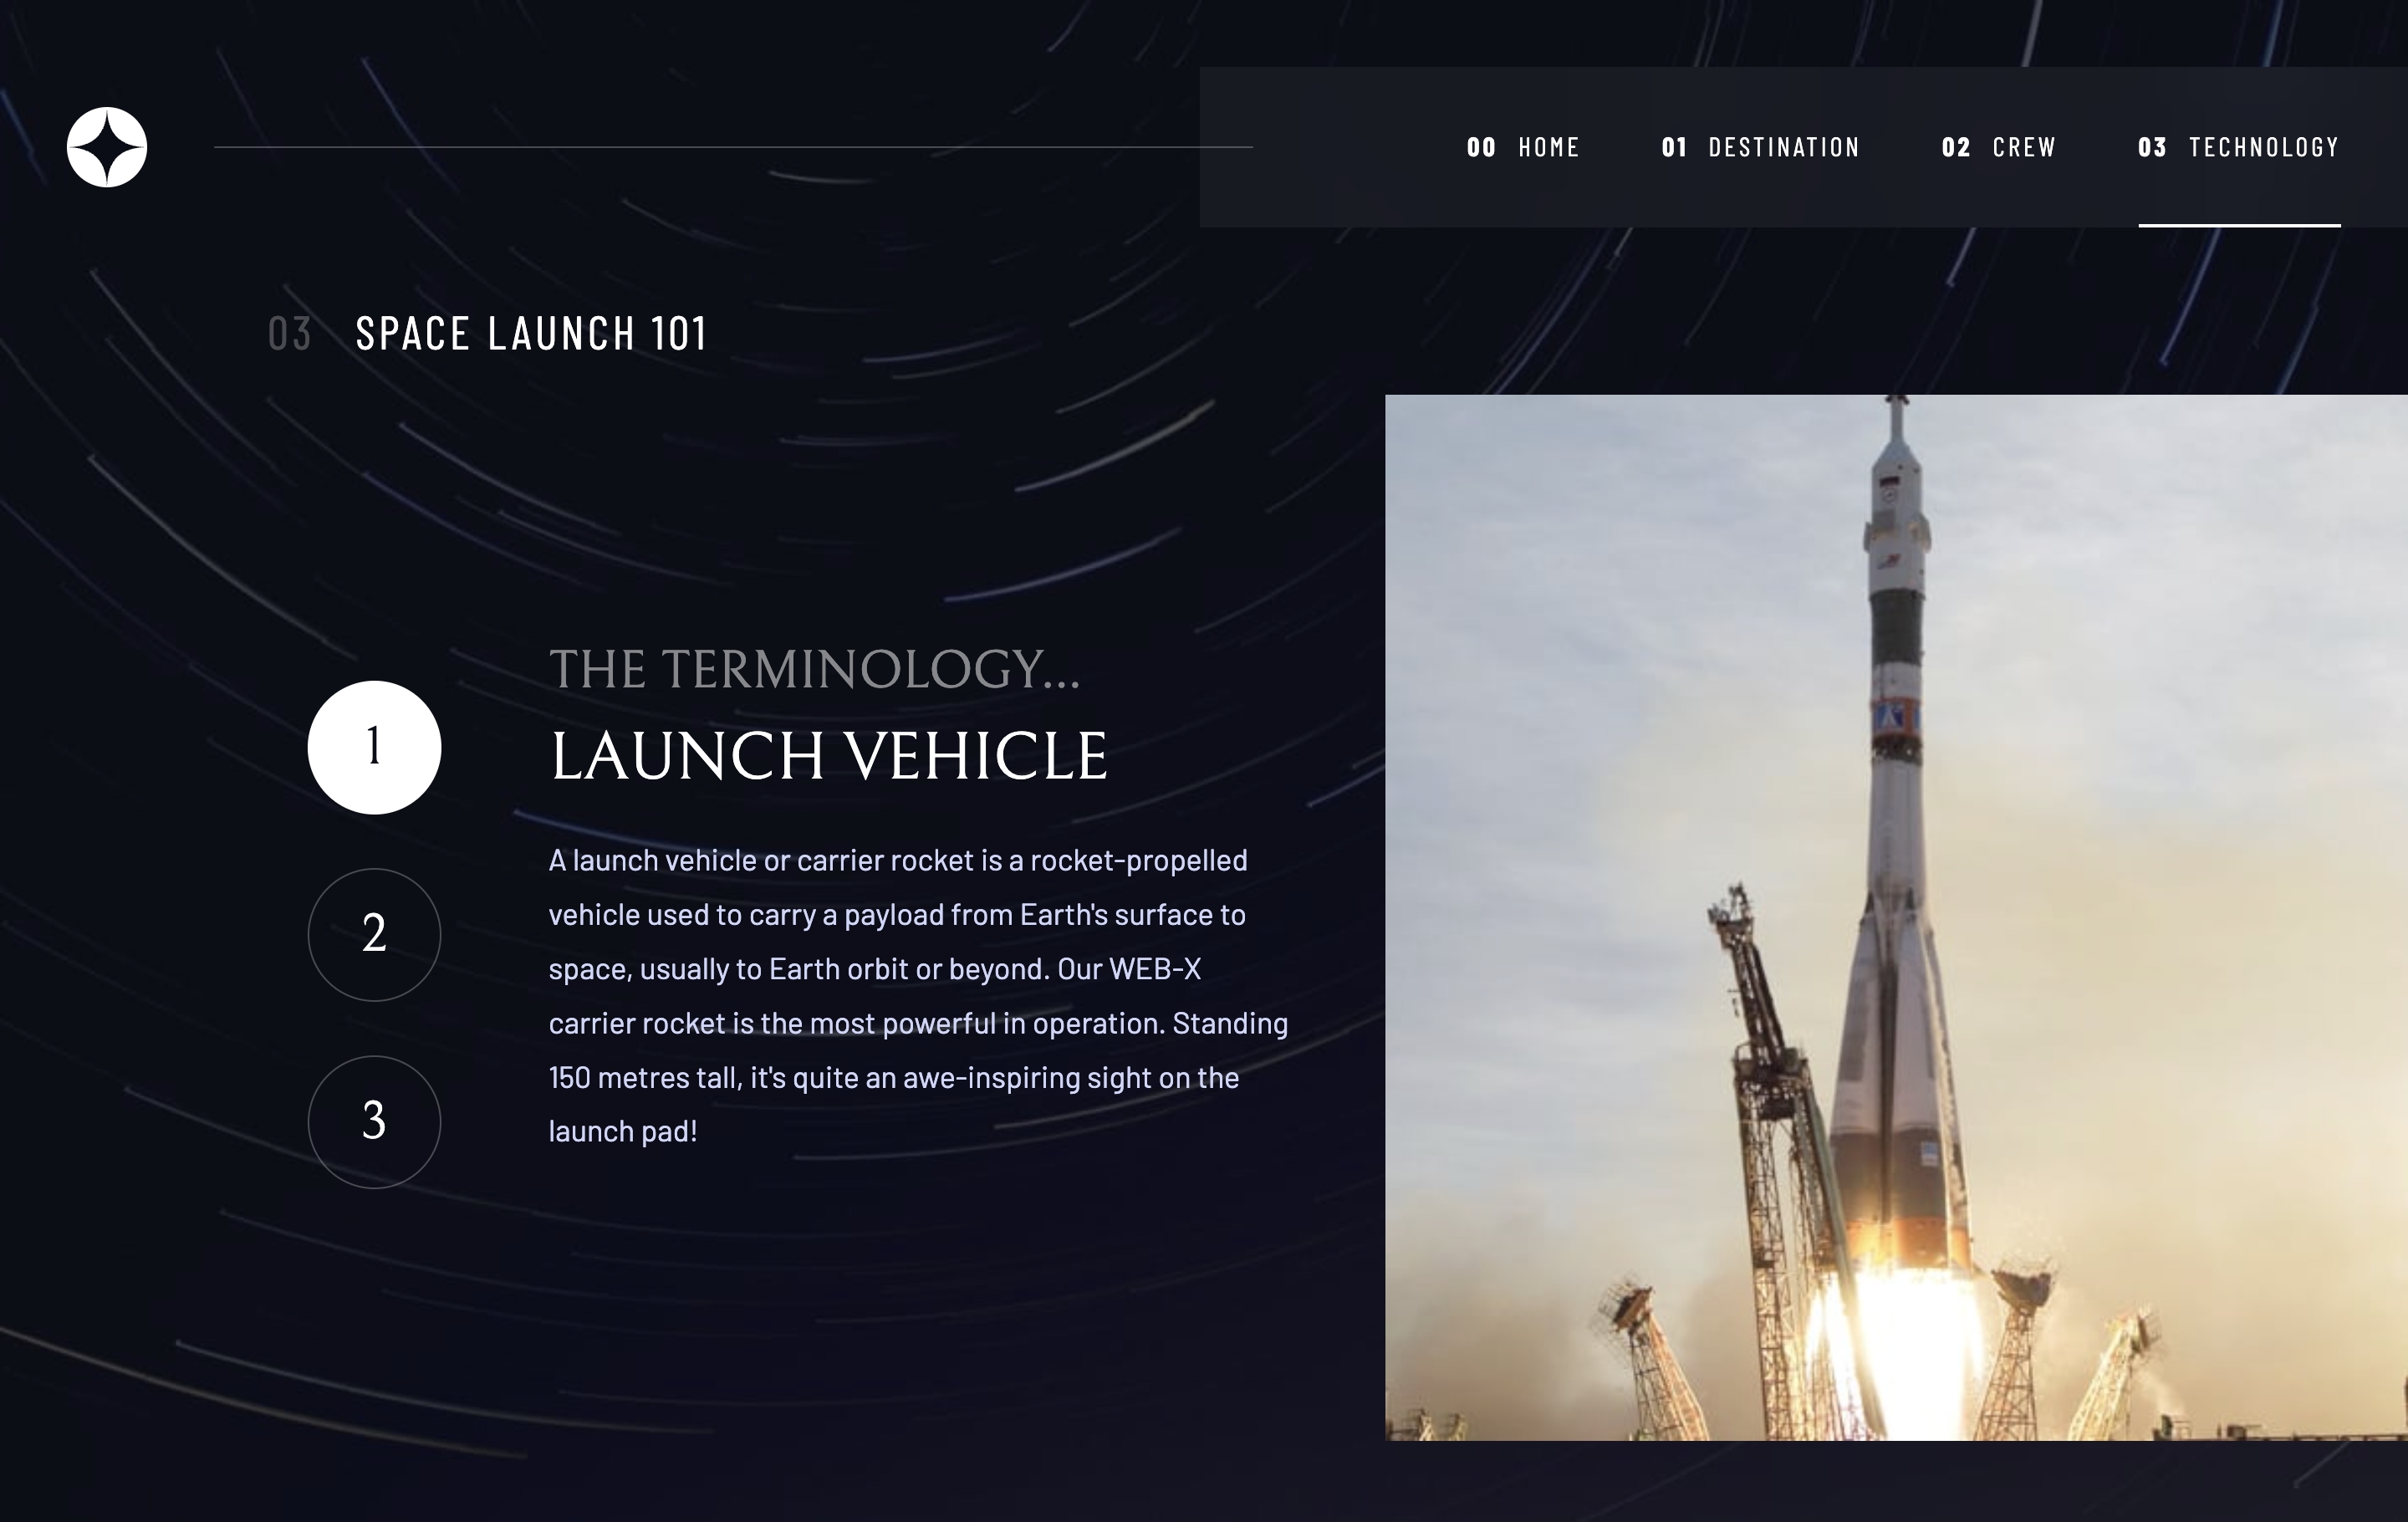 00 HOME 01 DESTINATION 02 CREW 03 TECHNOLOGY
03 SPACE LAUNCH 101
THE TERMINOLOGY...
1
LAUNCH VEHICLE
A launch vehicle or carrier rocket is a rocket-propelled
2
vehicle used to carry a payload from Earth's surface to
space, usually to Earth orbit or beyond. Our WEB-X
carrier rocket is the most powerful in operation. Standing
150 metres tall, it's quite an awe-inspiring sight on the
3
launch pad!